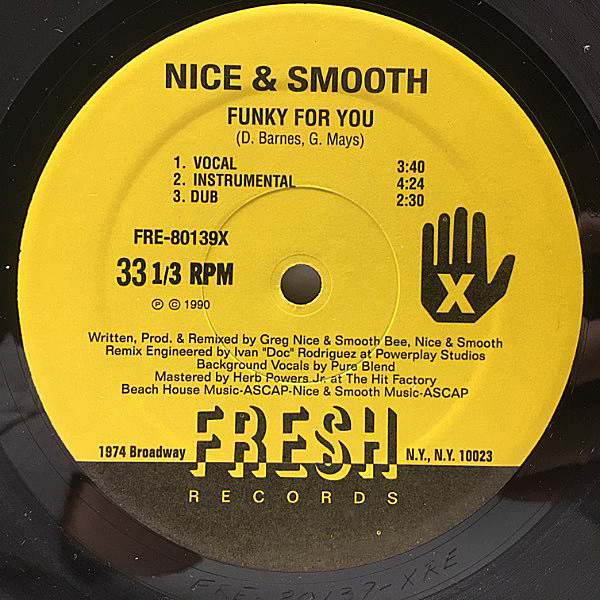 NICE & SMOOTH
FUNKY FOR YOU
(D. Barnes, G. Mays)
1. VOCAL 3:40
2. INSTRUMENTAL 4:24
3. DUB 2:30
FRE-80139X
33 1/3 RPM
Ⓟ © 1990
X
Written, Prod. & Remixed by Greg Nice & Smooth Bee, Nice & Smooth
Remix Engineered by Ivan "Doc" Rodriguez at Powerplay Studios
Background Vocals by Pure Blend
Mastered by Herb Powers Jr. at The Hit Factory
Beach House Music-ASCAP-Nice & Smooth Music-ASCAP
1974 Broadway FRESH N.Y., N.Y. 10023
RECORDS